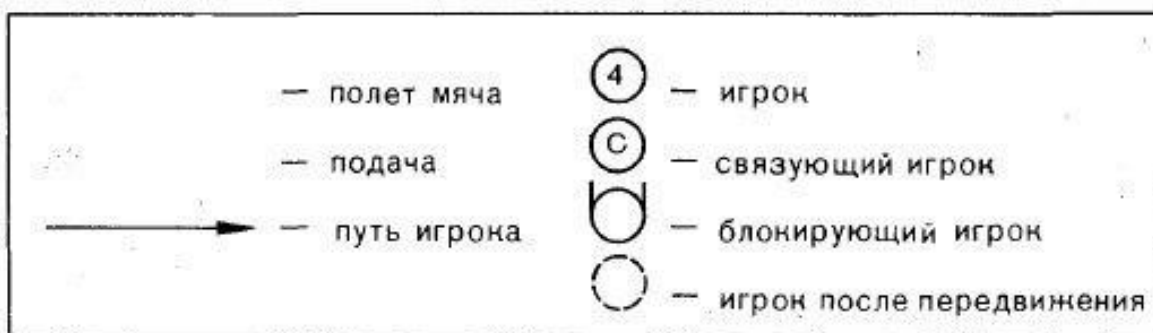 — полет мяча
— подача
— путь игрока
4 — игрок
С — связующий игрок
— блокирующий игрок
— игрок после передвижения